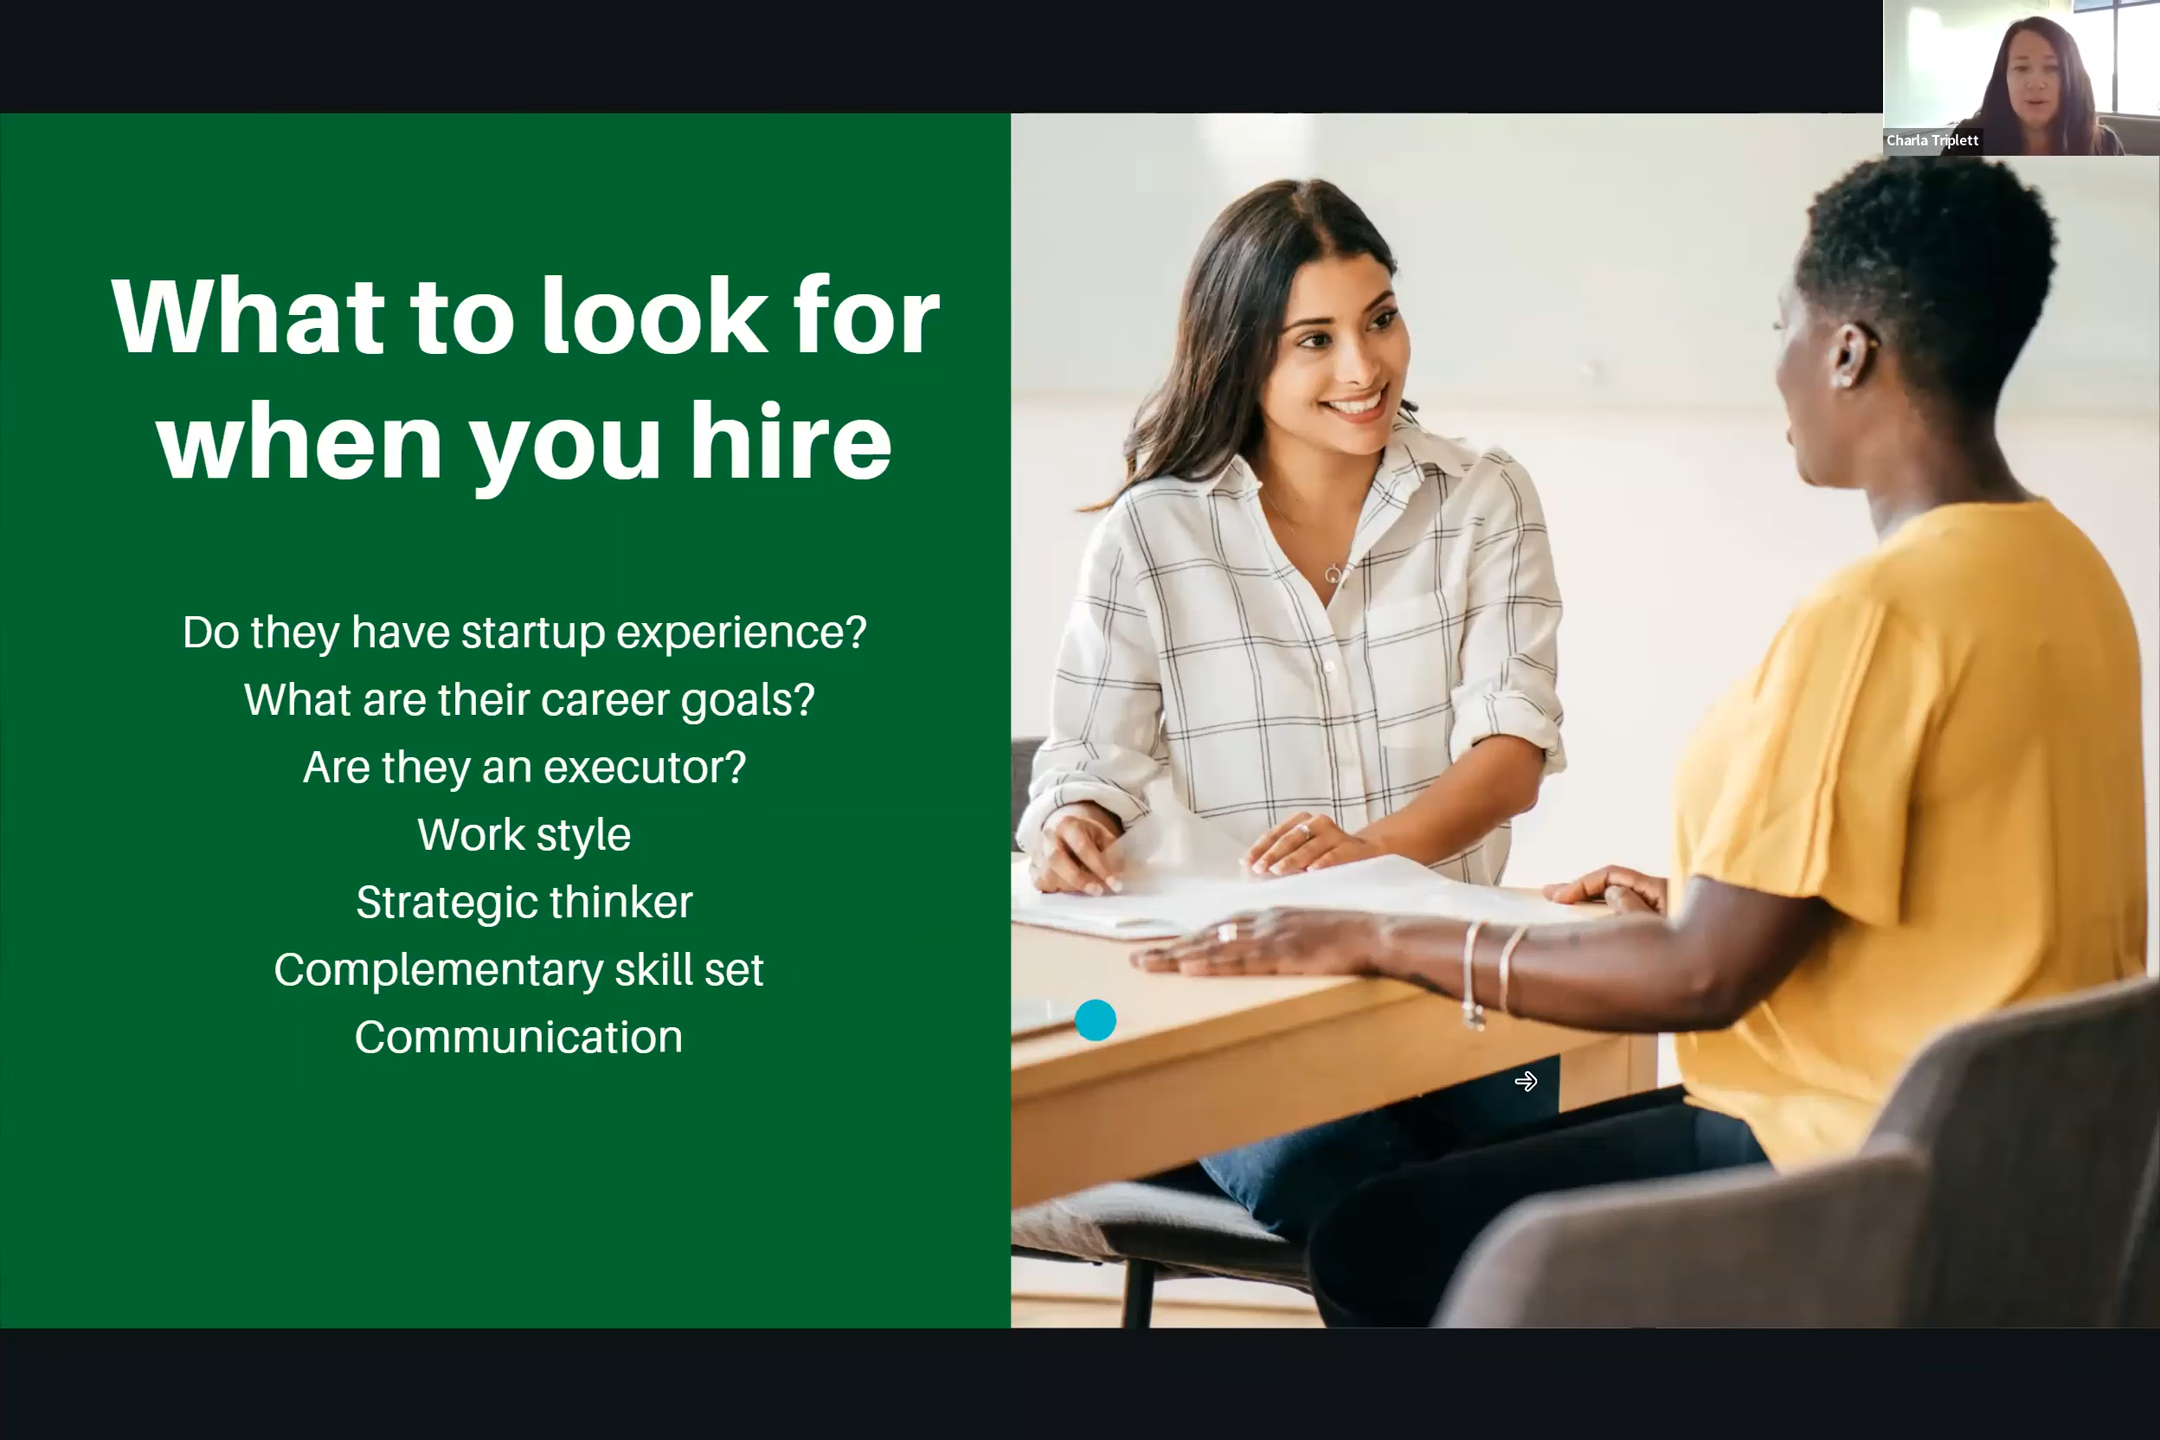 Charla Triplett
What to look for
when you hire
Do they have startup experience?
What are their career goals?
Are they an executor?
Work style
Strategic thinker
Complementary skill set
Communication